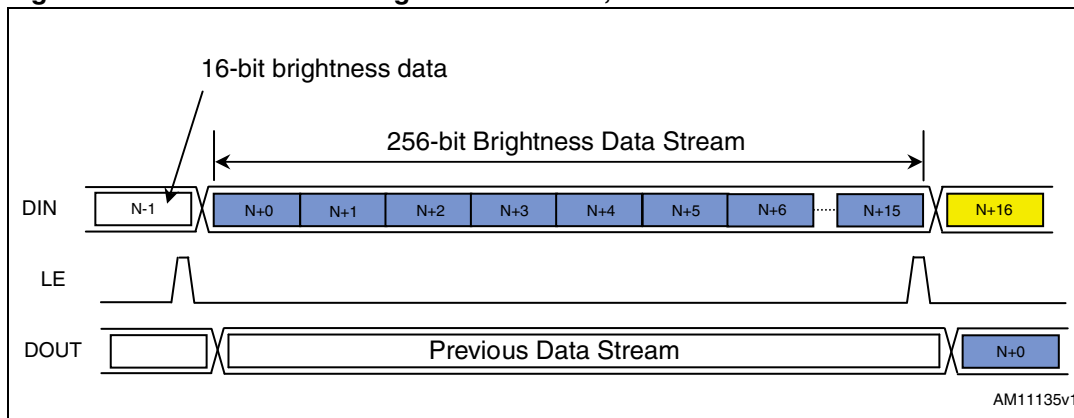 16-bit brightness data
256-bit Brightness Data Stream
DIN N-1 N+0 N+1 N+2 N+3 N+4 N+5 N+6 N+15 N+16
LE
DOUT Previous Data Stream N+0
AM11135v1